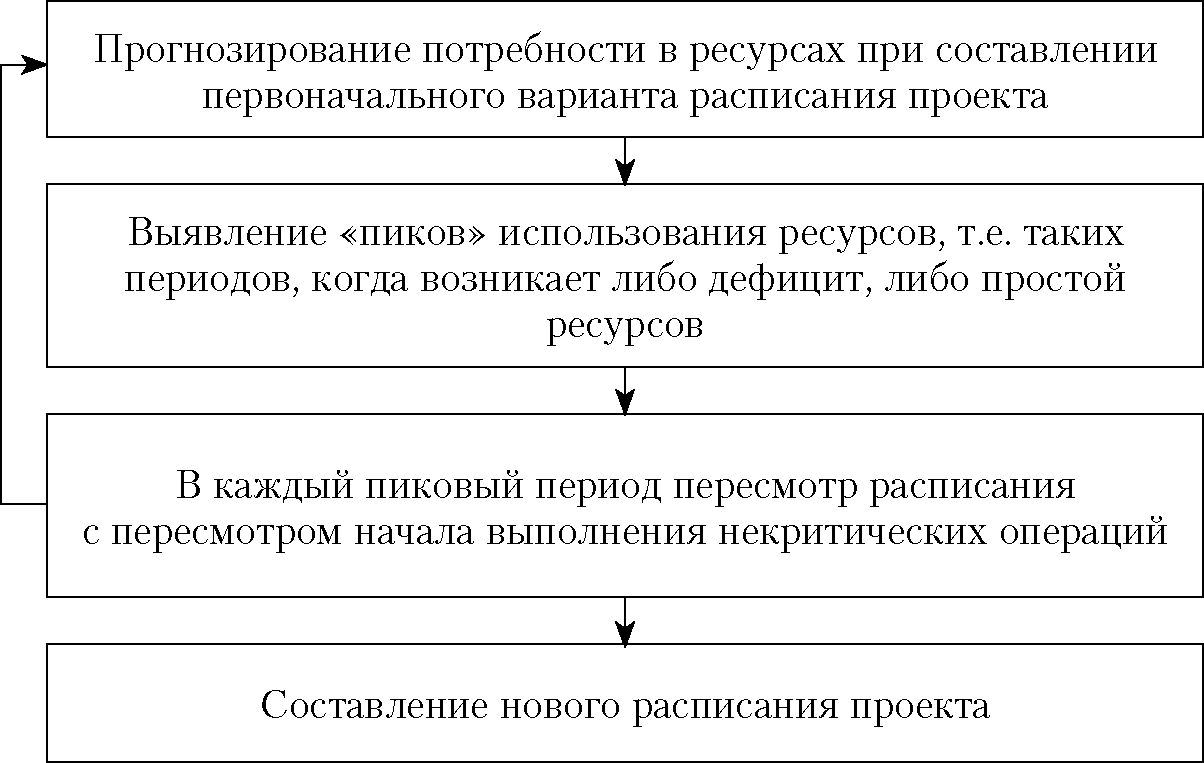 Прогнозирование потребности в ресурсах при составлении
первоначального варианта расписания проекта
Выявление «пиков» использования ресурсов, т.е. таких
периодов, когда возникает либо дефицит, либо простой
ресурсов
В каждый пиковый период пересмотр расписания
с пересмотром начала выполнения некритических операций
Составление нового расписания проекта